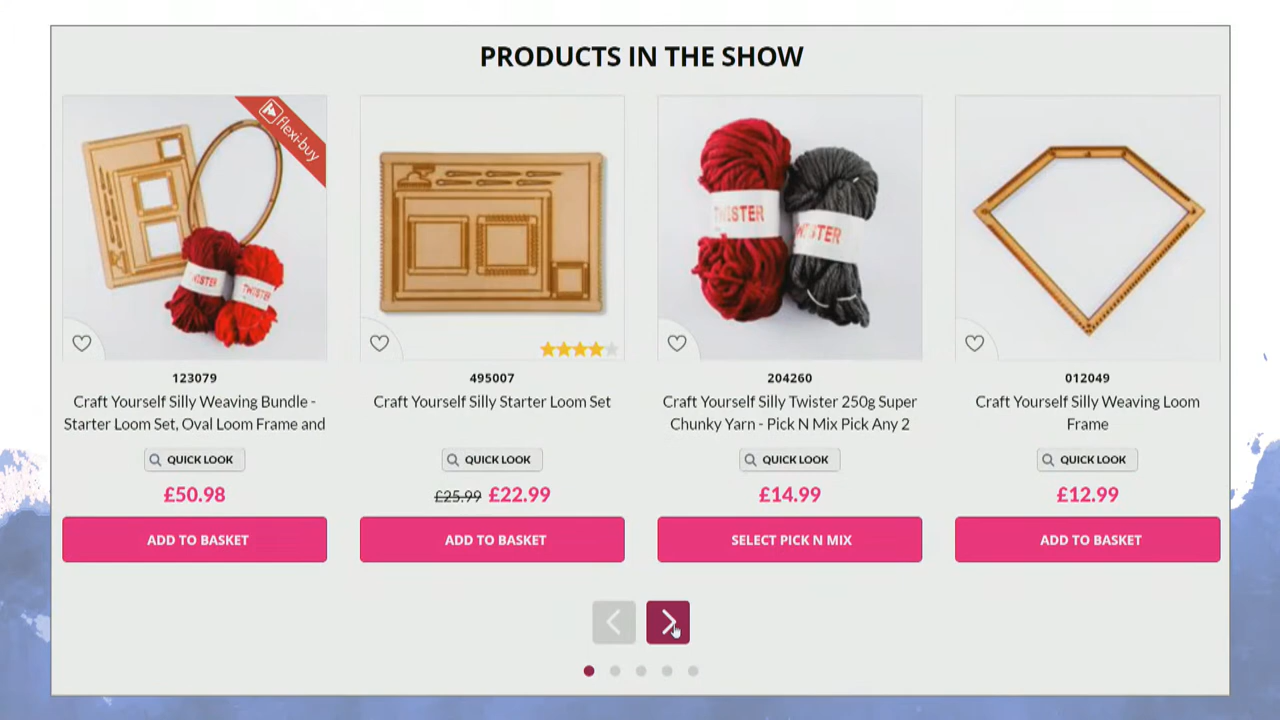 PRODUCTS IN THE SHOW
flexi-buy
TWISTER
TWISTER
TWISTER
TWISTER
123079
Craft Yourself Silly Weaving Bundle -
Starter Loom Set, Oval Loom Frame and
QUICK LOOK
£50.98
ADD TO BASKET
495007
Craft Yourself Silly Starter Loom Set
QUICK LOOK
£25.99 £22.99
ADD TO BASKET
204260
Craft Yourself Silly Twister 250g Super
Chunky Yarn - Pick N Mix Pick Any 2
QUICK LOOK
£14.99
SELECT PICK N MIX
012049
Craft Yourself Silly Weaving Loom
Frame
QUICK LOOK
£12.99
ADD TO BASKET